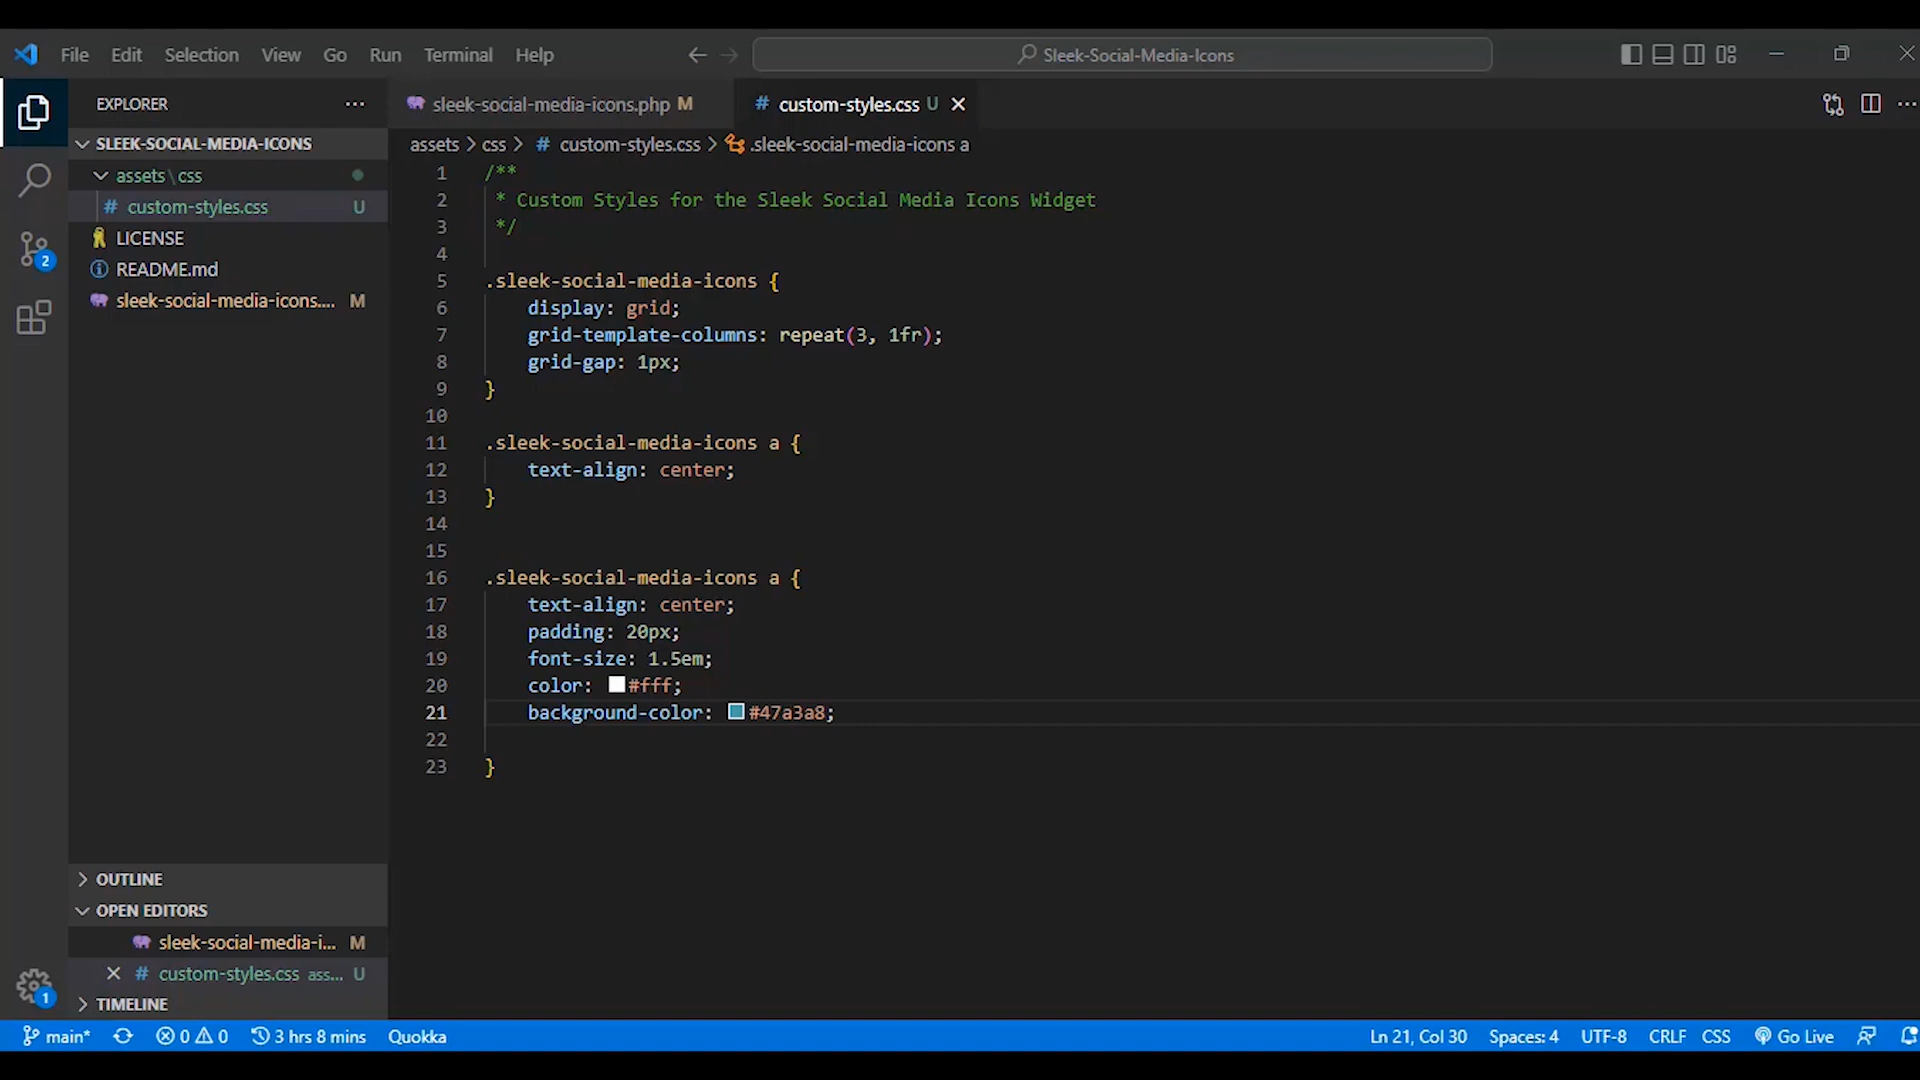 File Edit Selection View Go Run Terminal Help
Sleek-Social-Media-Icons
EXPLORER
SLEEK-SOCIAL-MEDIA-ICONS
assets\css
# custom-styles.css U
LICENSE
README.md
sleek-social-media-icons.... M
OUTLINE
OPEN EDITORS
sleek-social-media-i... M
# custom-styles.css ass... U
TIMELINE
2
1
sleek-social-media-icons.php M
# custom-styles.css U
assets > css > # custom-styles.css > .sleek-social-media-icons a
1 /**
2 * Custom Styles for the Sleek Social Media Icons Widget
3 */
4
5 .sleek-social-media-icons {
6 display: grid;
7 grid-template-columns: repeat(3, 1fr);
8 grid-gap: 1px;
9 }
10
11 .sleek-social-media-icons a {
12 text-align: center;
13 }
14
15
16 .sleek-social-media-icons a {
17 text-align: center;
18 padding: 20px;
19 font-size: 1.5em;
20 color: #fff;
21 background-color: #47a3a8;
22
23 }
main* 0 0 3 hrs 8 mins Quokka Ln 21, Col 30 Spaces: 4 UTF-8 CRLF CSS Go Live